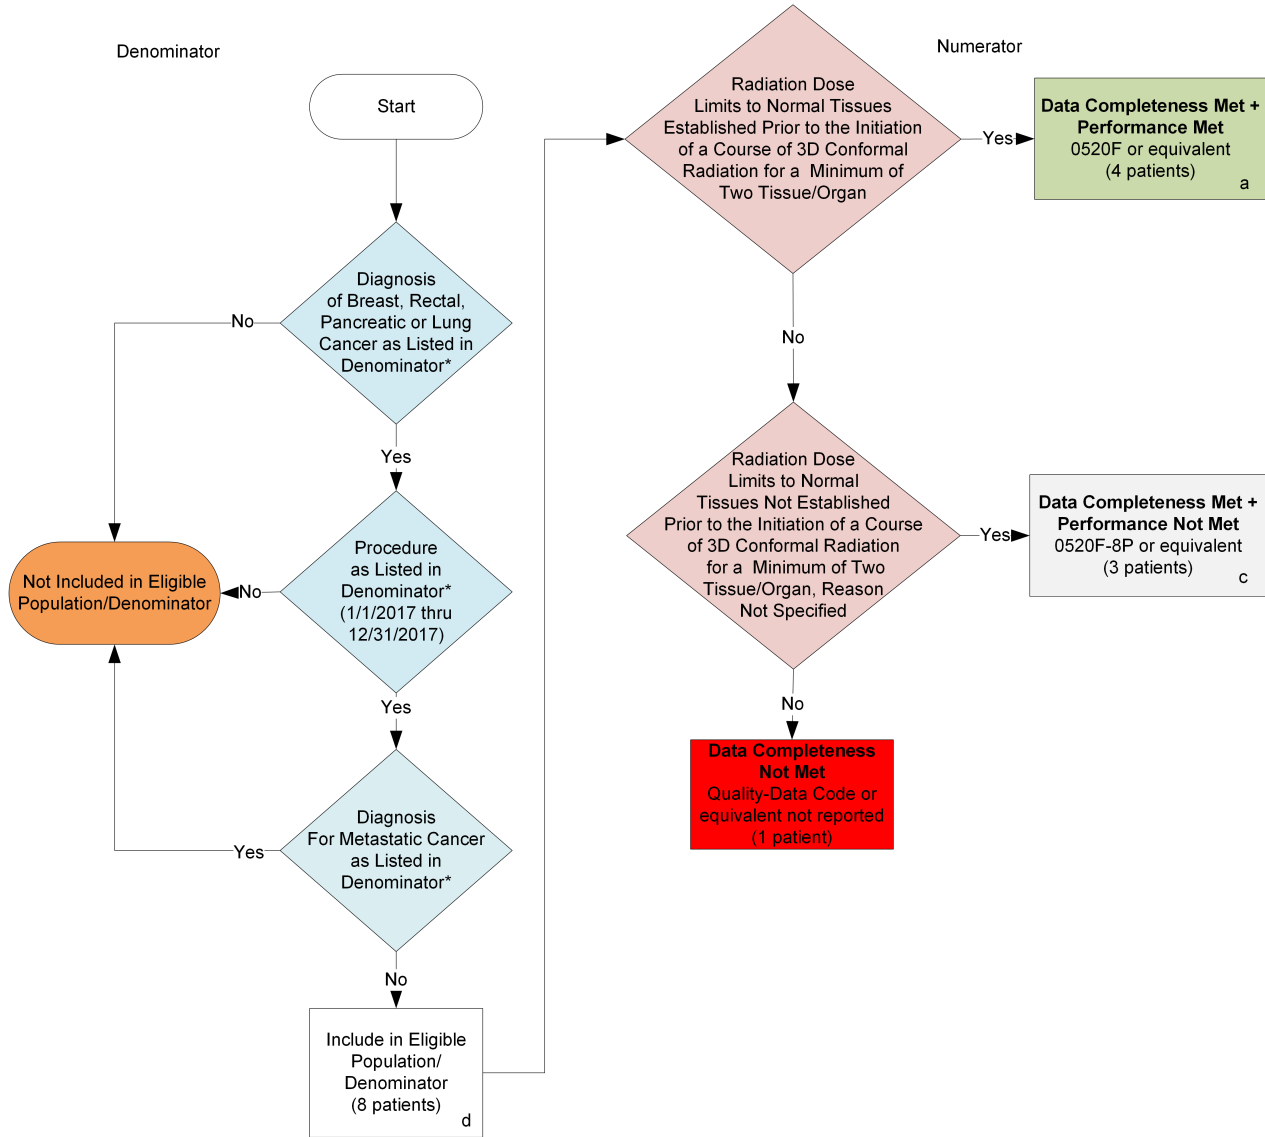 Denominator
Start
Diagnosis
of Breast, Rectal,
Pancreatic or Lung
Cancer as Listed in
Denominator*
No
Yes
Procedure
as Listed in
Denominator*
(1/1/2017 thru
12/31/2017)
No
Not Included in Eligible
Population/Denominator
Yes
Diagnosis
For Metastatic Cancer
as Listed in
Denominator*
Yes
No
Include in Eligible
Population/
Denominator
(8 patients)
d
Numerator
Radiation Dose
Limits to Normal Tissues
Established Prior to the Initiation
of a Course of 3D Conformal
Radiation for a  Minimum of
Two Tissue/Organ
Yes
Data Completeness Met +
Performance Met
0520F or equivalent
(4 patients)
a
No
Radiation Dose
Limits to Normal
Tissues Not Established
Prior to the Initiation of a Course
of 3D Conformal Radiation
for a  Minimum of Two
Tissue/Organ, Reason
Not Specified
Yes
Data Completeness Met +
Performance Not Met
0520F-8P or equivalent
(3 patients)
c
No
Data Completeness
Not Met
Quality-Data Code or
equivalent not reported
(1 patient)